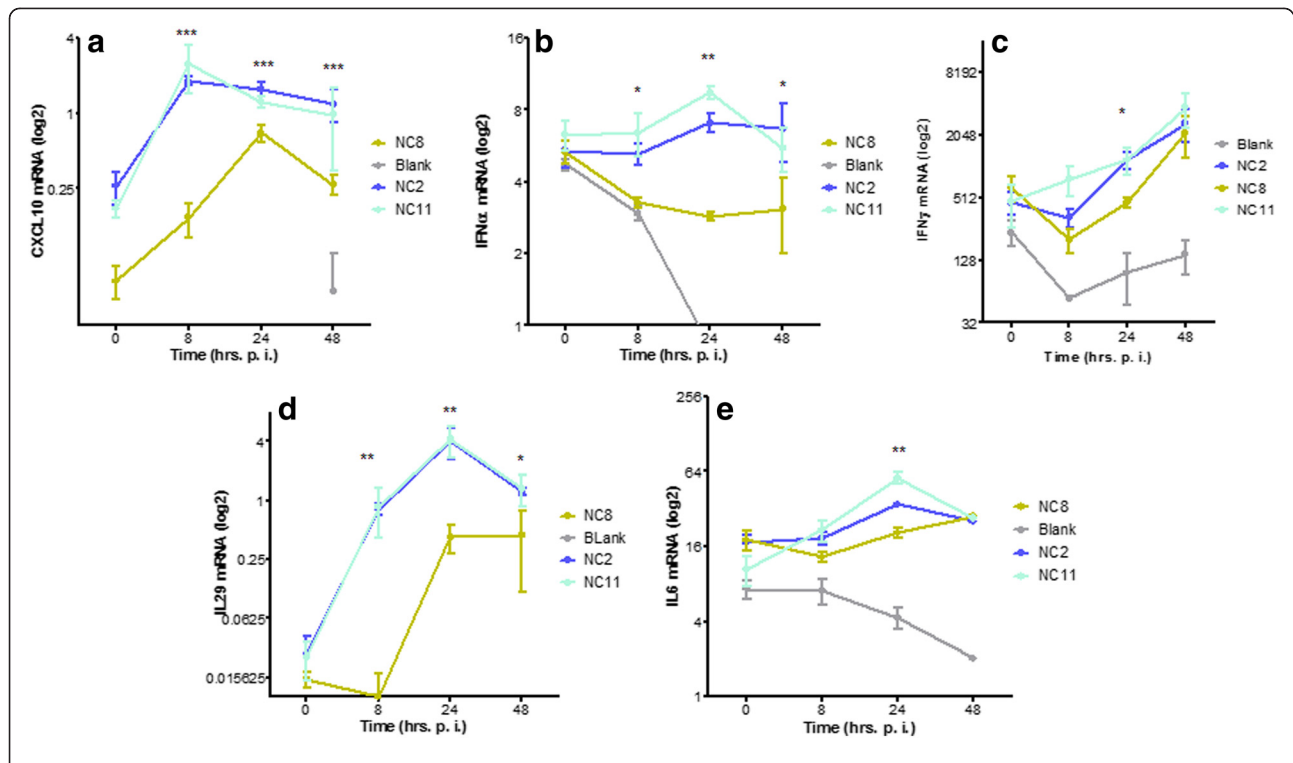 a
CXCL10 mRNA (log2)
4
1
0.25
***
***
***
0
8
24
48
Time (hrs. p. i.)
NC8
Blank
NC2
NC11
b
IFNα mRNA (log2)
16
8
4
2
1
*
**
*
0
8
24
48
Time (hrs. p. i.)
NC8
Blank
NC2
NC11
c
IFNγ mRNA (log2)
8192
2048
512
128
32
*
0
8
24
48
Time (hrs. p. i.)
Blank
NC2
NC8
NC11
d
IL29 mRNA (log2)
4
1
0.25
0.0625
0.015625
**
**
*
0
8
24
48
Time (hrs. p. i.)
NC8
BLank
NC2
NC11
e
IL6 mRNA (log2)
256
64
16
4
1
**
0
8
24
48
Time (hrs. p. i.)
NC8
Blank
NC2
NC11